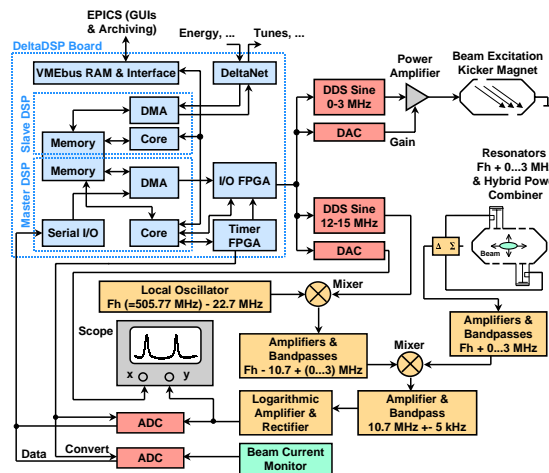 EPICS (GUIs
& Archiving)
Energy, ...
Tunes, ...
DeltaDSP Board
VMEbus RAM & Interface
DeltaNet
Power
Amplifier
Beam Excitation
Kicker Magnet
Slave DSP
DMA
Memory
Core
DDS Sine
0-3 MHz
DAC
Gain
Master DSP
Memory
DMA
I/O FPGA
Serial I/O
Core
Timer
FPGA
Resonators
Fh + 0...3 MH
& Hybrid Pow
Combiner
DDS Sine
12-15 MHz
DAC
Δ
Σ
Beam
Local Oscillator
Fh (=505.77 MHz) - 22.7 MHz
Mixer
Scope
x
y
Amplifiers &
Bandpasses
Fh - 10.7 + (0...3) MHz
Mixer
Amplifiers &
Bandpasses
Fh + 0...3 MHz
ADC
Logarithmic
Amplifier &
Rectifier
Amplifier &
Bandpass
10.7 MHz +- 5 kHz
Data
Convert
ADC
Beam Current
Monitor